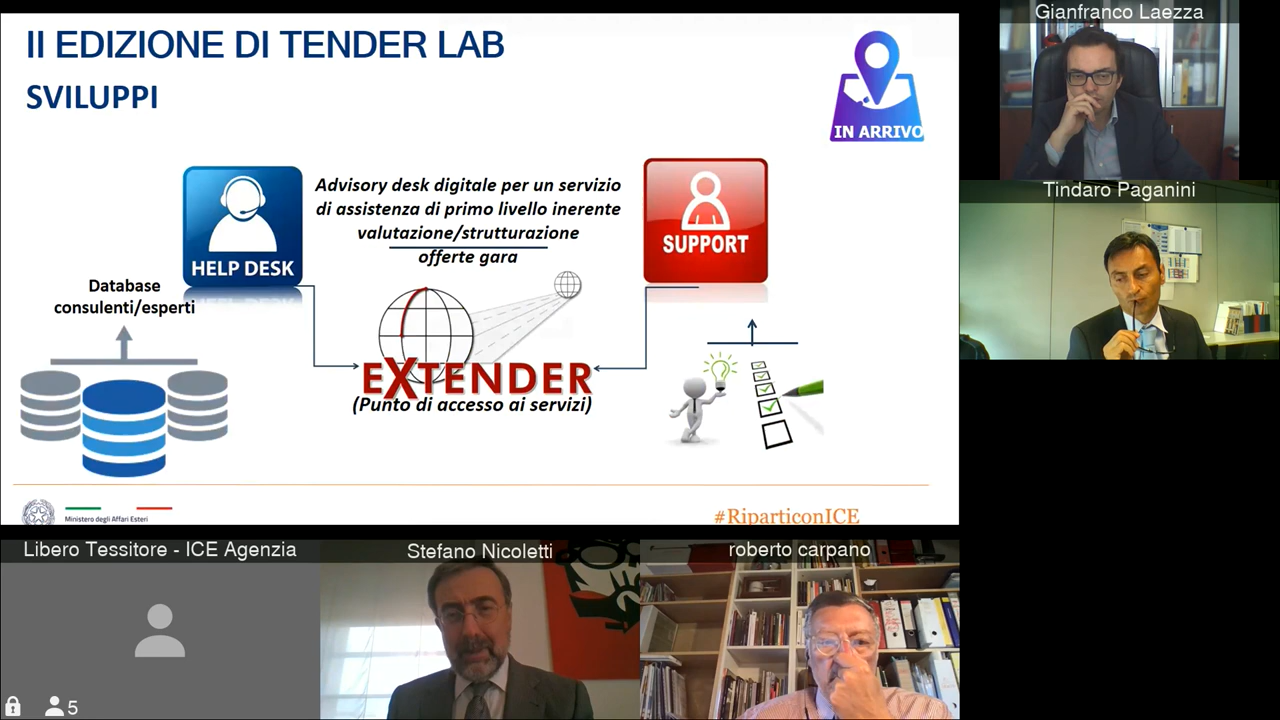 II EDIZIONE DI TENDER LAB
SVILUPPI
IN ARRIVO
HELP DESK
Advisory desk digitale per un servizio
di assistenza di primo livello inerente
valutazione/strutturazione
offerte gara
SUPPORT
Database
consulenti/esperti
EXTENDER
(Punto di accesso ai servizi)
Ministero degli Affari Esteri
#RiparticonICE
Gianfranco Laezza
Tindaro Paganini
Libero Tessitore - ICE Agenzia
Stefano Nicoletti
roberto carpano
5